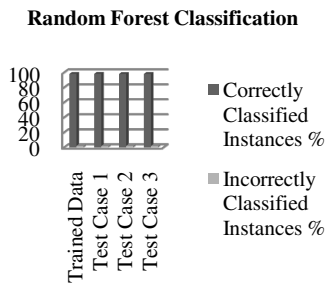 Random Forest Classification
100
80
60
40
20
0
Trained Data
Test Case 1
Test Case 2
Test Case 3
Correctly
Classified
Instances %
Incorrectly
Classified
Instances %